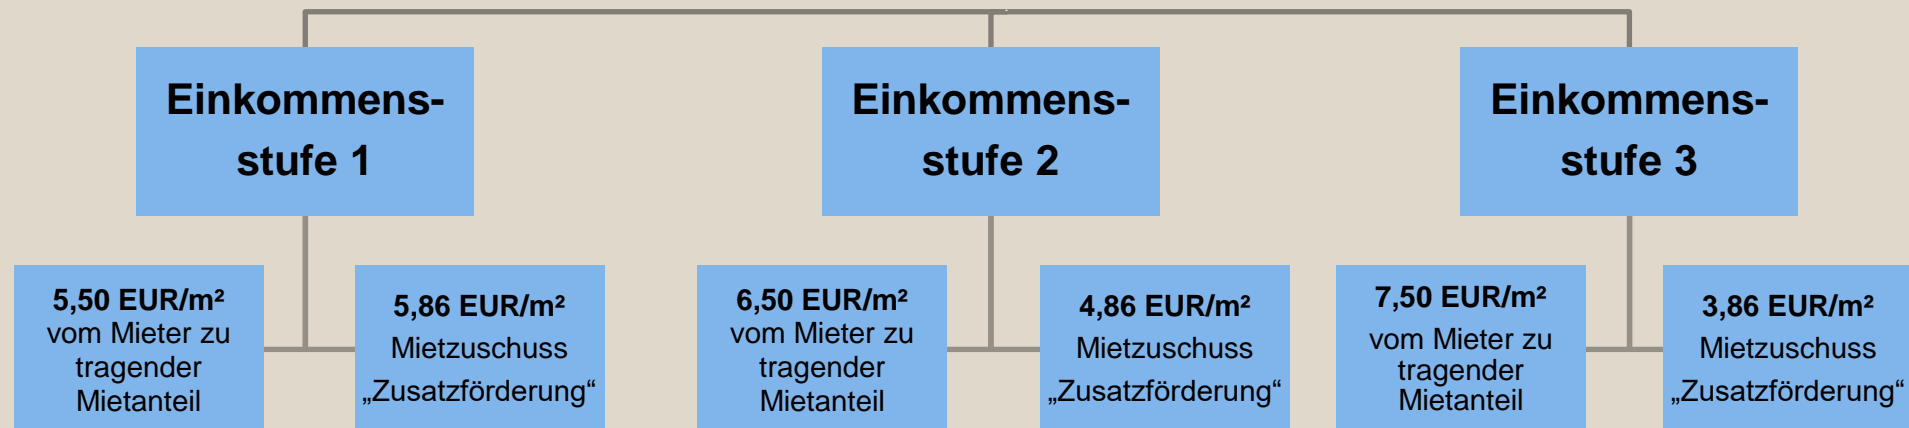 Einkommens-
stufe 1
Einkommens-
stufe 2
Einkommens-
stufe 3
5,50 EUR/m²
vom Mieter zu
tragender
Mietanteil
5,86 EUR/m²
Mietzuschuss
„Zusatzförderung“
6,50 EUR/m²
vom Mieter zu
tragender
Mietanteil
4,86 EUR/m²
Mietzuschuss
„Zusatzförderung“
7,50 EUR/m²
vom Mieter zu
tragender
Mietanteil
3,86 EUR/m²
Mietzuschuss
„Zusatzförderung“